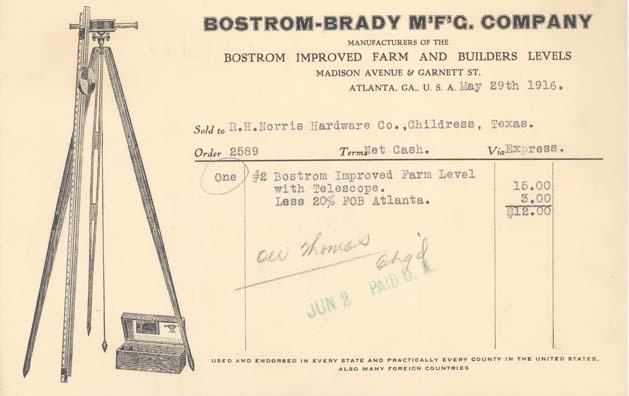 BOSTROM-BRADY M'F'G. COMPANY
MANUFACTURERS OF THE
BOSTROM IMPROVED FARM AND BUILDERS LEVELS
MADISON AVENUE & GARNETT ST.
ATLANTA, GA., U. S. A. May 29th 1916.
Sold to R.H.Norris Hardware Co.,Childress, Texas.
Order 2589 Terms Net Cash. Via Express.
One #2 Bostrom Improved Farm Level
with Telescope. 15.00
Less 20% FOB Atlanta. 3.00
$12.00
Thomas
Chg'd
JUN 2 PAID
USED AND ENDORSED IN EVERY STATE AND PRACTICALLY EVERY COUNTY IN THE UNITED STATES,
ALSO MANY FOREIGN COUNTRIES